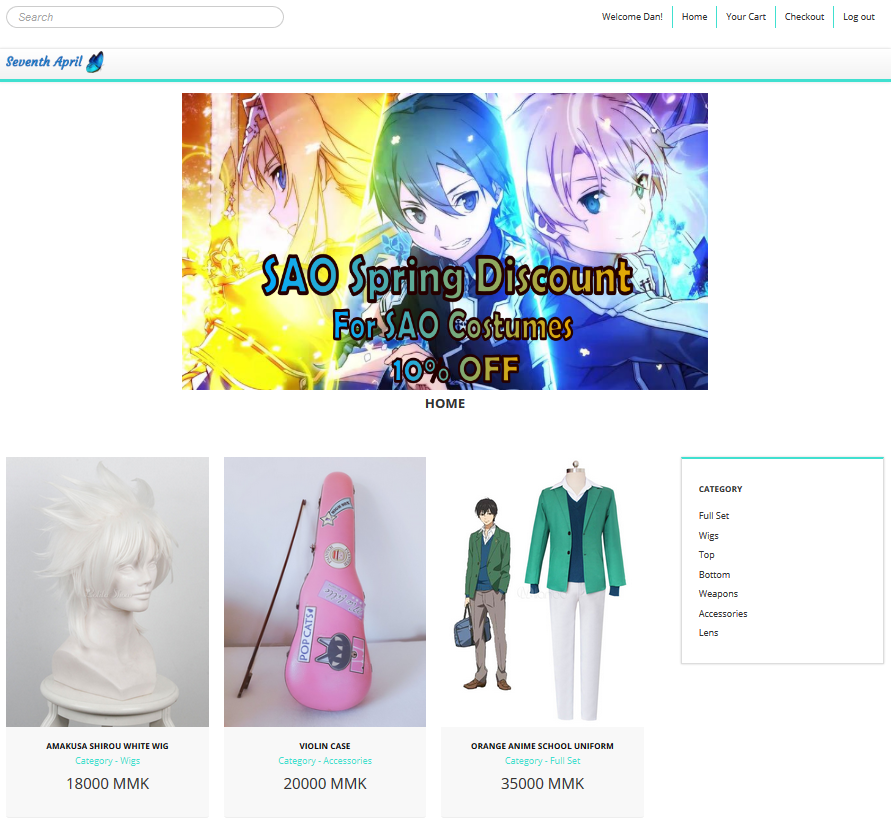 Search
Welcome Dan!
Home
Your Cart
Checkout
Log out
Seventh April
SAO Spring Discount
For SAO Costumes
10% OFF
HOME
POPCATS
CATEGORY
Full Set
Wigs
Top
Bottom
Weapons
Accessories
Lens
AMAKUSA SHIROU WHITE WIG
Category - Wigs
18000 MMK
VIOLIN CASE
Category - Accessories
20000 MMK
ORANGE ANIME SCHOOL UNIFORM
Category - Full Set
35000 MMK